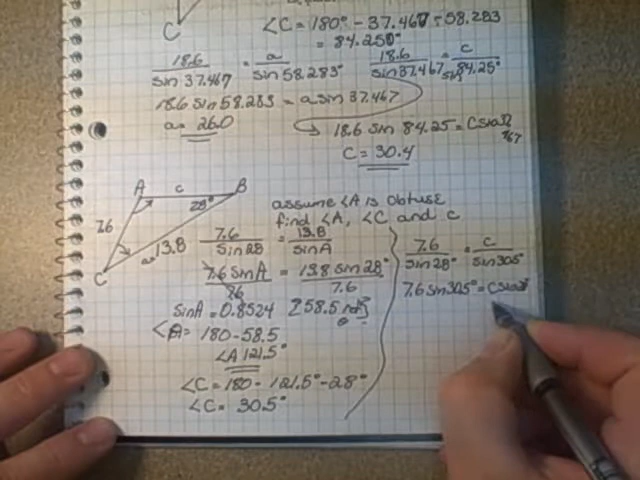 C
∠C = 180° - 37.467 - 58.283
= 84.250°
18.6 = a
sin 37.467 sin 58.283°
18.6 = c
sin 37.467 sin 84.25°
18.6 sin 58.283 = a sin 37.467
a = 26.0
18.6 sin 84.25 = C sin 37.467
C = 30.4
A c B
28°
7.6
a= 13.8
C
assume ∠A is obtuse
find ∠A, ∠C and c
7.6 = 13.8
sin 28 sin A
7.6 sin A = 13.8 sin 28°
7.6 7.6
sin A = 0.8524 [58.5
∠A = 180 - 58.5
∠A 121.5°
∠C = 180 - 121.5° - 28°
∠C = 30.5°
7.6 = c
sin 28° sin 30.5°
7.6 sin 30.5° = c sin 28°